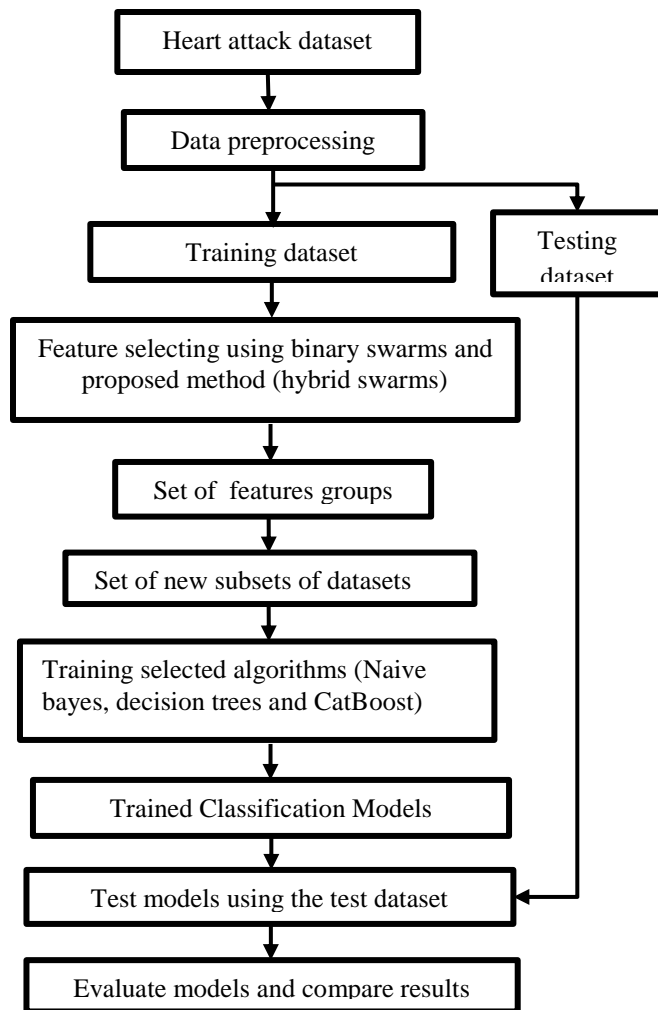 Heart attack dataset
Data preprocessing
Training dataset
Testing
dataset
Feature selecting using binary swarms and
proposed method (hybrid swarms)
Set of features groups
Set of new subsets of datasets
Training selected algorithms (Naive
bayes, decision trees and CatBoost)
Trained Classification Models
Test models using the test dataset
Evaluate models and compare results